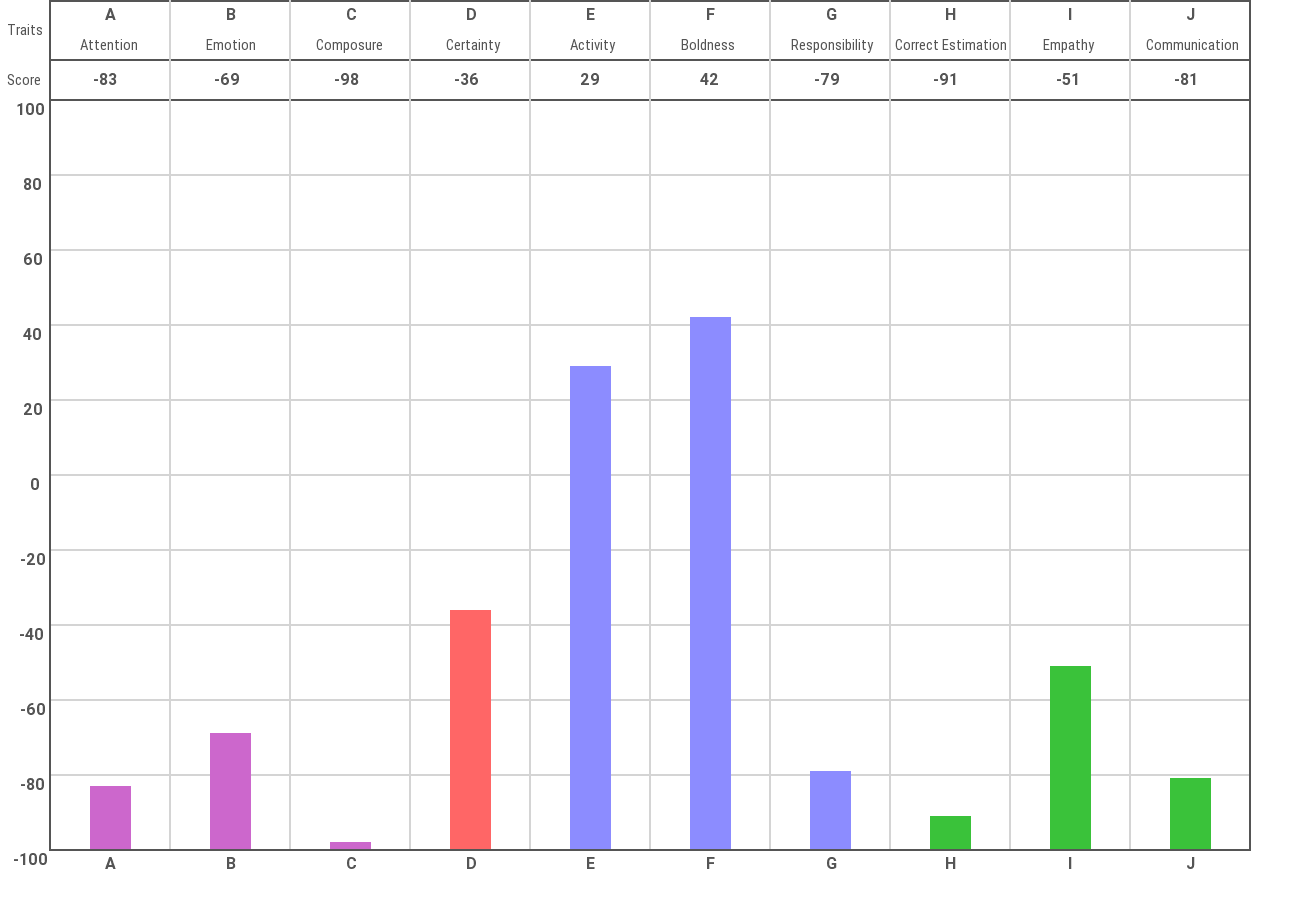 A B C D E F G H I J
Traits
Attention Emotion Composure Certainty Activity Boldness Responsibility Correct Estimation Empathy Communication
Score -83 -69 -98 -36 29 42 -79 -91 -51 -81
100
80
60
40
20
0
-20
-40
-60
-80
-100
A B C D E F G H I J